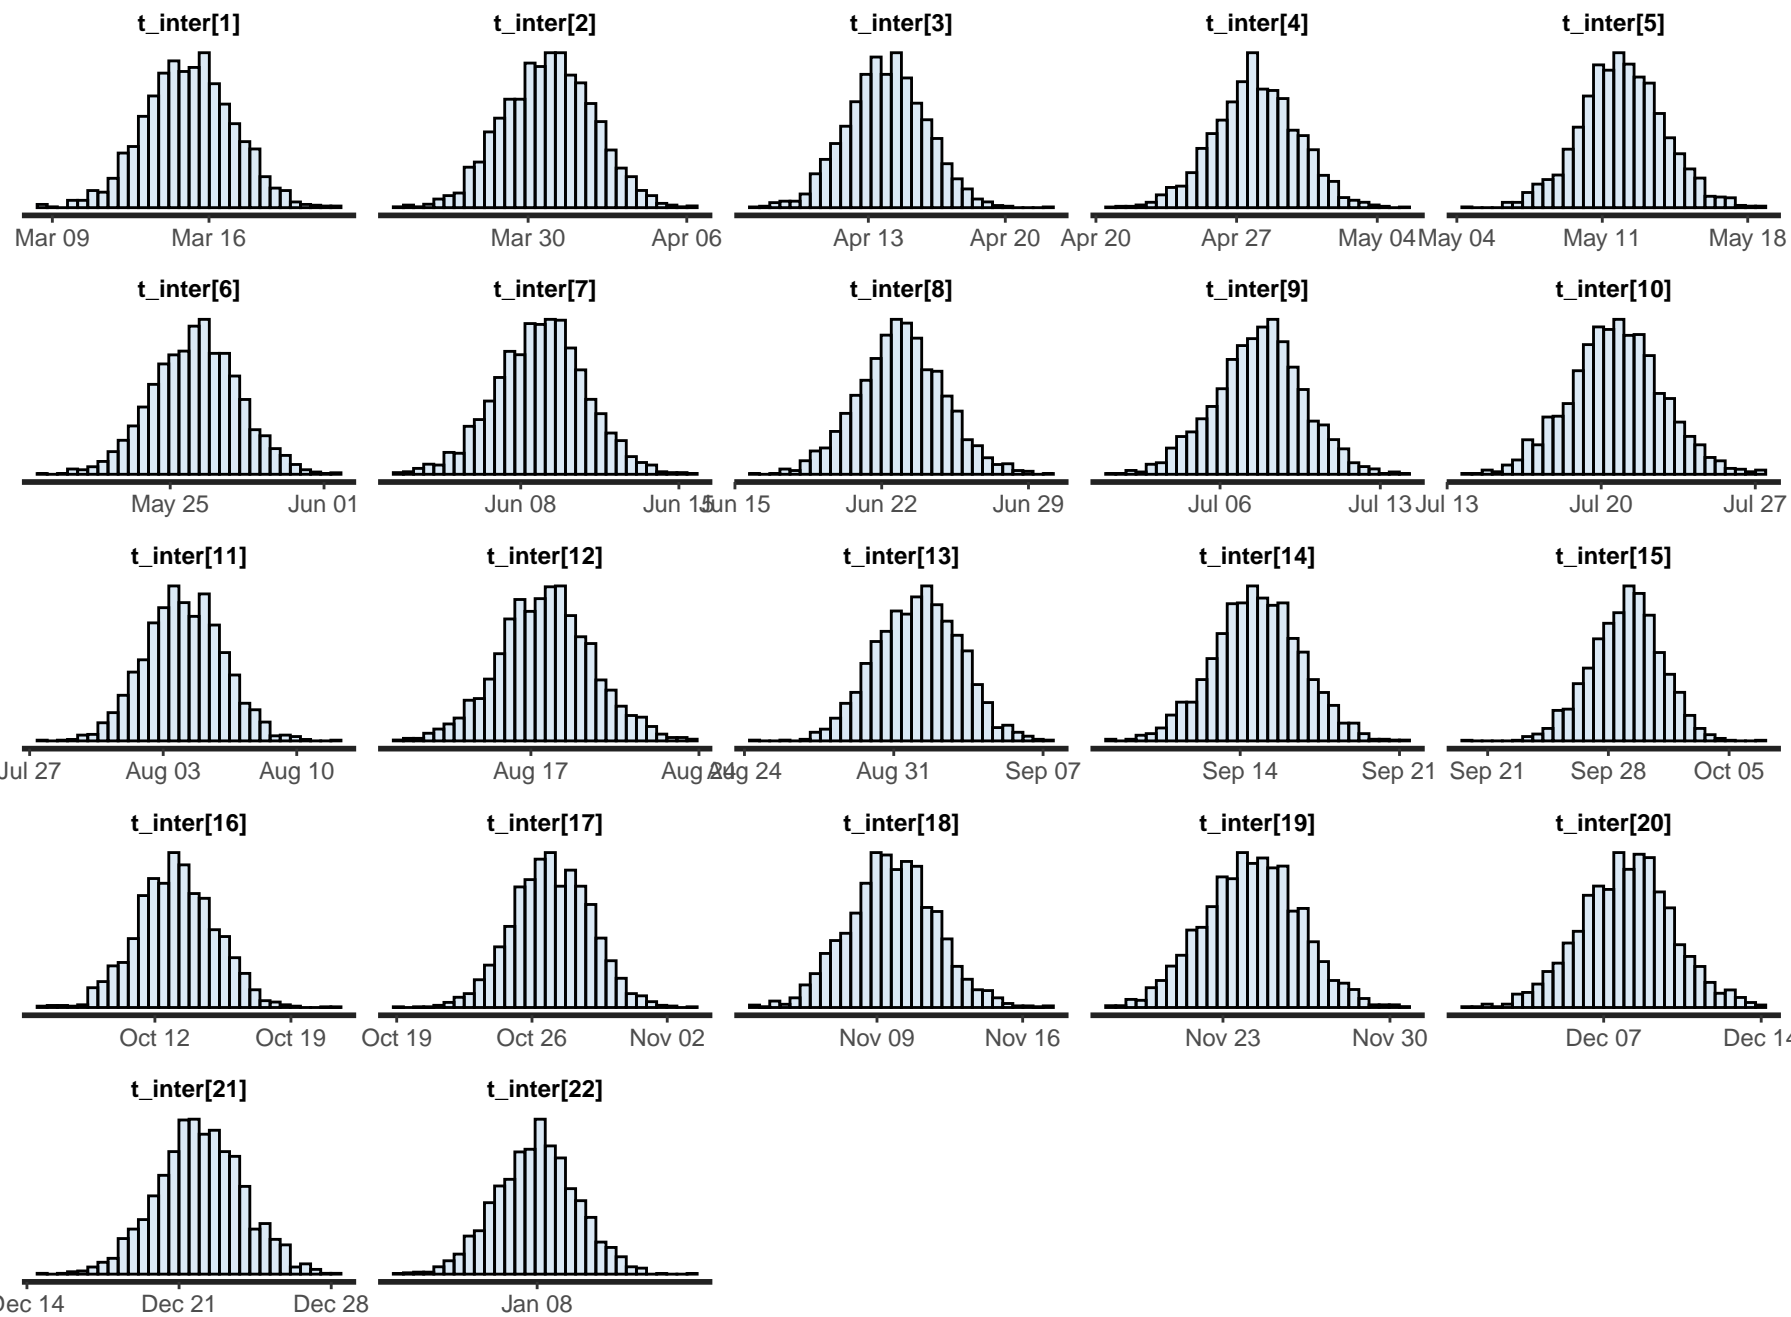 t_inter[1] t_inter[2] t_inter[3] t_inter[4] t_inter[5]
Mar 09 Mar 16 Mar 30 Apr 06 Apr 13 Apr 20 Apr 20 Apr 27 May 04 May 04 May 11 May 18
t_inter[6] t_inter[7] t_inter[8] t_inter[9] t_inter[10]
May 25 Jun 01 Jun 08 Jun 15 Jun 15 Jun 22 Jun 29 Jul 06 Jul 13 Jul 13 Jul 20 Jul 27
t_inter[11] t_inter[12] t_inter[13] t_inter[14] t_inter[15]
Jul 27 Aug 03 Aug 10 Aug 17 Aug 24 Aug 24 Aug 31 Sep 07 Sep 14 Sep 21 Sep 21 Sep 28 Oct 05
t_inter[16] t_inter[17] t_inter[18] t_inter[19] t_inter[20]
Oct 12 Oct 19 Oct 19 Oct 26 Nov 02 Nov 09 Nov 16 Nov 23 Nov 30 Dec 07 Dec 14
t_inter[21] t_inter[22]
Dec 14 Dec 21 Dec 28 Jan 08